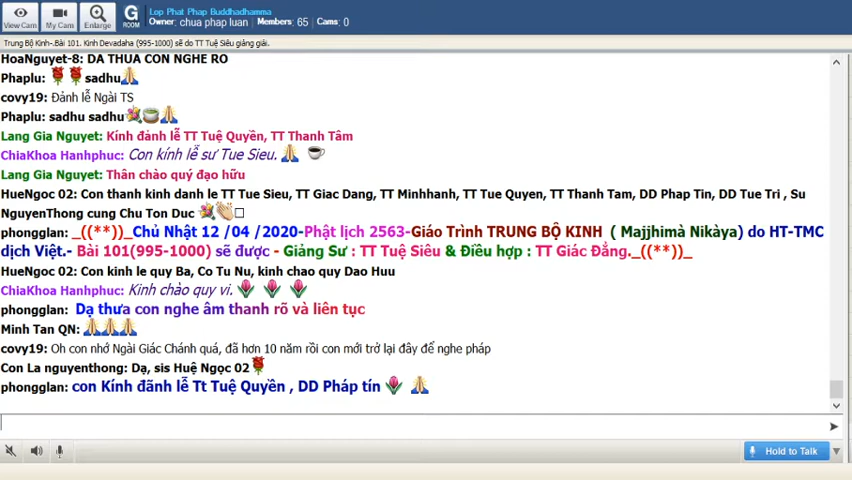 View Cam
My Cam
Enlarge
G
ROOM
Lop Phat Phap Buddhadhamma
Owner: chua phap luan Members: 65 Cams: 0
Trung Bộ Kinh-.Bài 101. Kinh Devadaha (995-1000) sẽ do TT Tuệ Siêu giảng giải.
HoaNguyet-8: DA THUA CON NGHE RO
Phaplu: sadhu
covy19: Đảnh lễ Ngài TS
Phaplu: sadhu sadhu
Lang Gia Nguyet: Kính đảnh lễ TT Tuệ Quyền, TT Thanh Tâm
ChiaKhoa Hanhphuc: Con kính lễ sư Tue Sieu.
Lang Gia Nguyet: Thân chào quý đạo hữu
HueNgoc 02: Con thanh kinh danh le TT Tue Sieu, TT Giac Dang, TT Minhhanh, TT Tue Quyen, TT Thanh Tam, DD Phap Tin, DD Tue Tri , Su
NguyenThong cung Chu Ton Duc
phongglan: _((**))_Chủ Nhật 12 /04 /2020-Phật lịch 2563-Giáo Trình TRUNG BỘ KINH ( Majjhimà Nikàya) do HT-TMC
dịch Việt.- Bài 101(995-1000) sẽ được - Giảng Sư : TT Tuệ Siêu & Điều hợp : TT Giác Đẳng._((**))_
HueNgoc 02: Con kinh le quy Ba, Co Tu Nu, kinh chao quy Dao Huu
ChiaKhoa Hanhphuc: Kinh chào quy vi.
phongglan: Dạ thưa con nghe âm thanh rõ và liên tục
Minh Tan QN:
covy19: Oh con nhớ Ngài Giác Chánh quá, đã hơn 10 năm rồi con mới trở lại đây để nghe pháp
Con La nguyenthong: Dạ, sis Huệ Ngọc 02
phongglan: con Kính đãnh lễ Tt Tuệ Quyền , DD Pháp tín
Hold to Talk